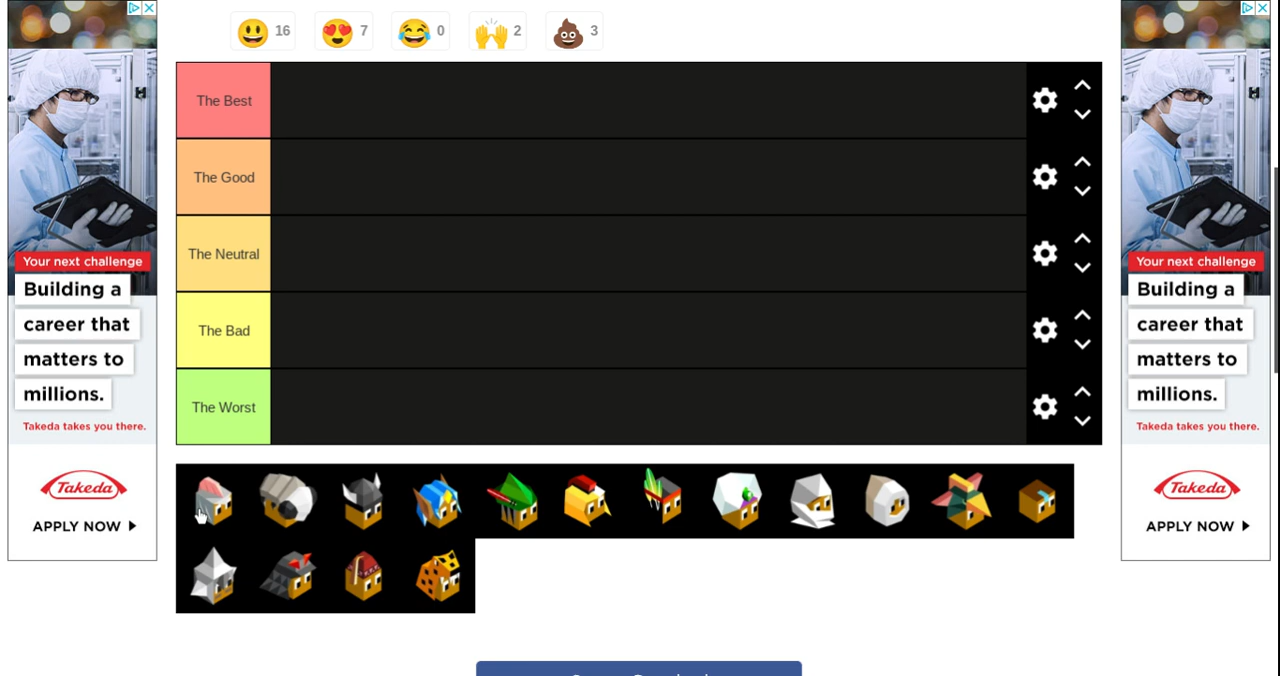 16
7
0
2
3
The Best
The Good
The Neutral
The Bad
The Worst
Your next challenge
Building a
career that
matters to
millions.
Takeda takes you there.
Takeda
APPLY NOW
Your next challenge
Building a
career that
matters to
millions.
Takeda takes you there.
Takeda
APPLY NOW